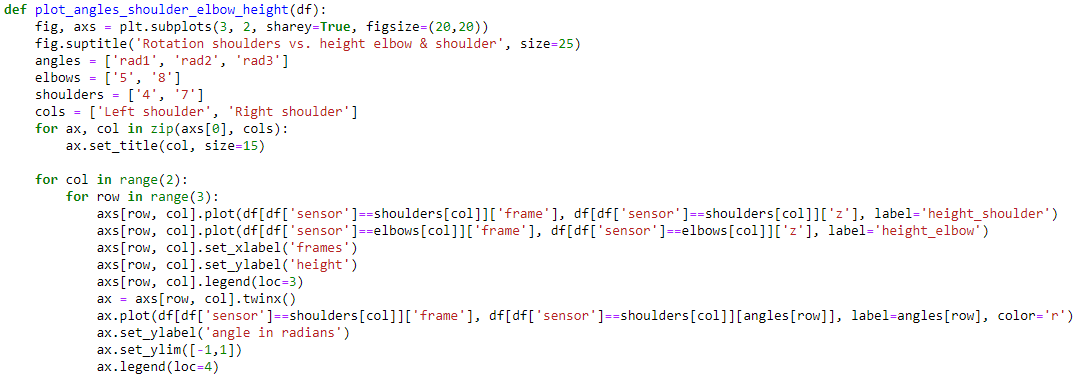 def plot_angles_shoulder_elbow_height(df):
    fig, axs = plt.subplots(3, 2, sharey=True, figsize=(20,20))
    fig.suptitle('Rotation shoulders vs. height elbow & shoulder', size=25)
    angles = ['rad1', 'rad2', 'rad3']
    elbows = ['5', '8']
    shoulders = ['4', '7']
    cols = ['Left shoulder', 'Right shoulder']
    for ax, col in zip(axs[0], cols):
        ax.set_title(col, size=15)

    for col in range(2):
        for row in range(3):
            axs[row, col].plot(df[df['sensor']==shoulders[col]]['frame'], df[df['sensor']==shoulders[col]]['z'], label='height_shoulder')
            axs[row, col].plot(df[df['sensor']==elbows[col]]['frame'], df[df['sensor']==elbows[col]]['z'], label='height_elbow')
            axs[row, col].set_xlabel('frames')
            axs[row, col].set_ylabel('height')
            axs[row, col].legend(loc=3)
            ax = axs[row, col].twinx()
            ax.plot(df[df['sensor']==shoulders[col]]['frame'], df[df['sensor']==shoulders[col]][angles[row]], label=angles[row], color='r')
            ax.set_ylabel('angle in radians')
            ax.set_ylim([-1,1])
            ax.legend(loc=4)